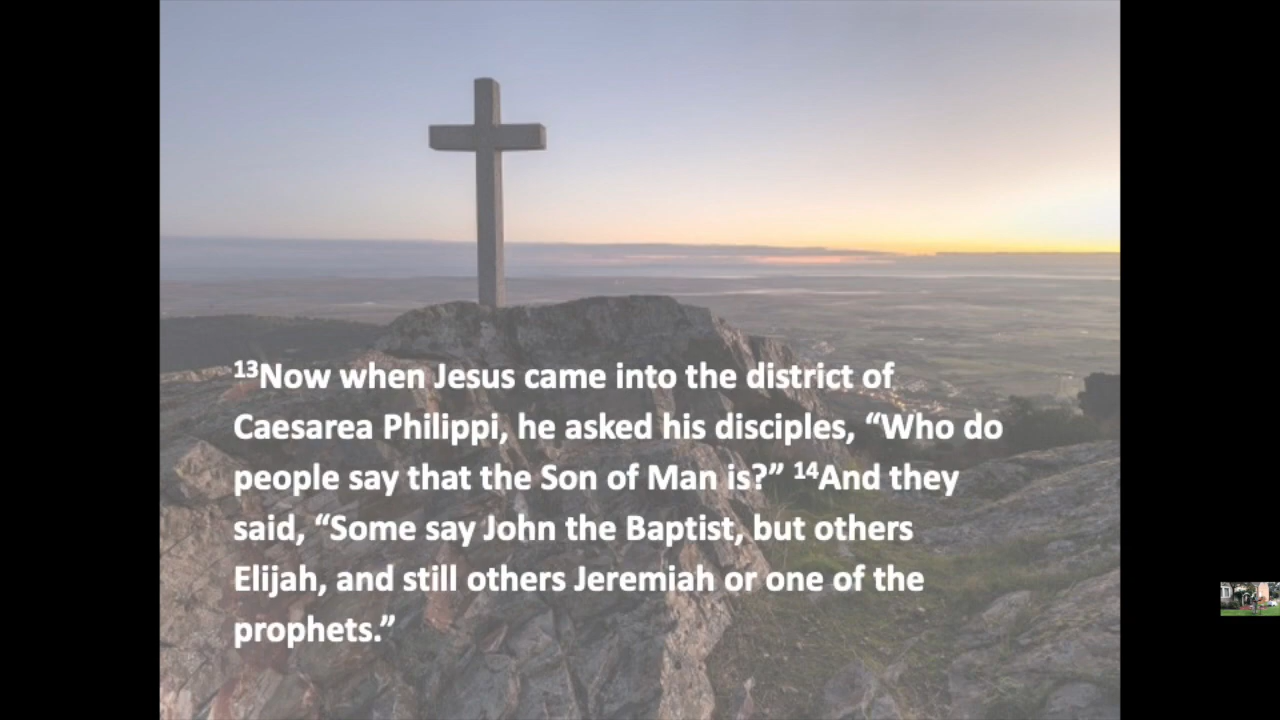 ¹³Now when Jesus came into the district of
Caesarea Philippi, he asked his disciples, “Who do
people say that the Son of Man is?” ¹⁴And they
said, “Some say John the Baptist, but others
Elijah, and still others Jeremiah or one of the
prophets.”